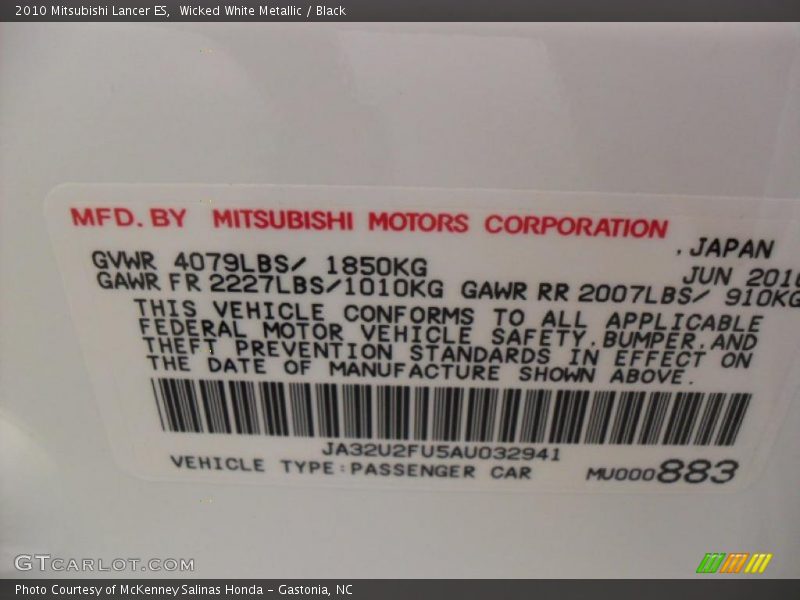 2010 Mitsubishi Lancer ES,  Wicked White Metallic / Black
MFD. BY MITSUBISHI MOTORS CORPORATION
, JAPAN
GVWR 4079LBS/ 1850KG
JUN 2010
GAWR FR 2227LBS/1010KG GAWR RR 2007LBS/ 910KG
THIS VEHICLE CONFORMS TO ALL APPLICABLE
FEDERAL MOTOR VEHICLE SAFETY,BUMPER,AND
THEFT PREVENTION STANDARDS IN EFFECT ON
THE DATE OF MANUFACTURE SHOWN ABOVE.
JA32U2FU5AU032941
VEHICLE TYPE:PASSENGER CAR MU000883
GTCARLOT.COM
Photo Courtesy of McKenney Salinas Honda - Gastonia, NC